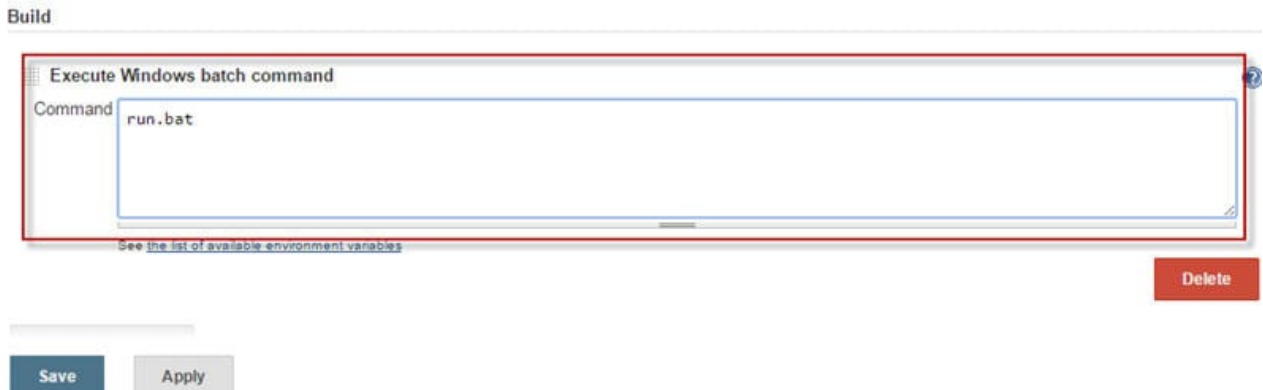 Build
Execute Windows batch command
?
Command
run.bat
See the list of available environment variables
Delete
Save
Apply